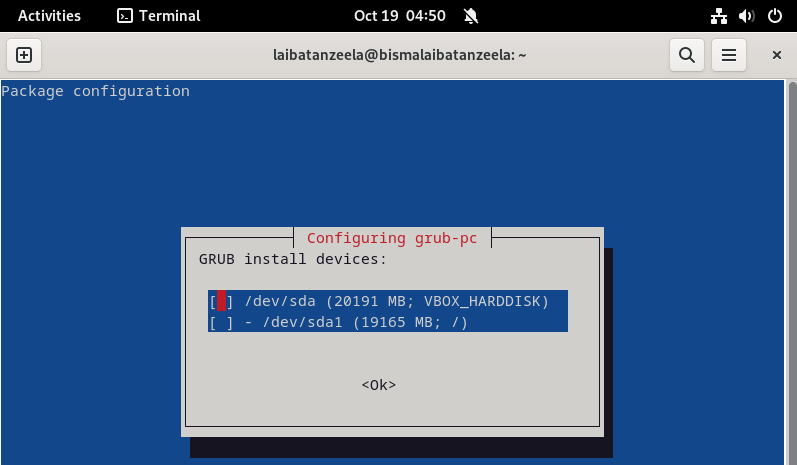 Activities Terminal Oct 19 04:50
laibatanzeela@bismalaibatanzeela: ~
Package configuration
Configuring grub-pc
GRUB install devices:
[ ] /dev/sda (20191 MB; VBOX_HARDDISK)
[ ] - /dev/sda1 (19165 MB; /)
<Ok>